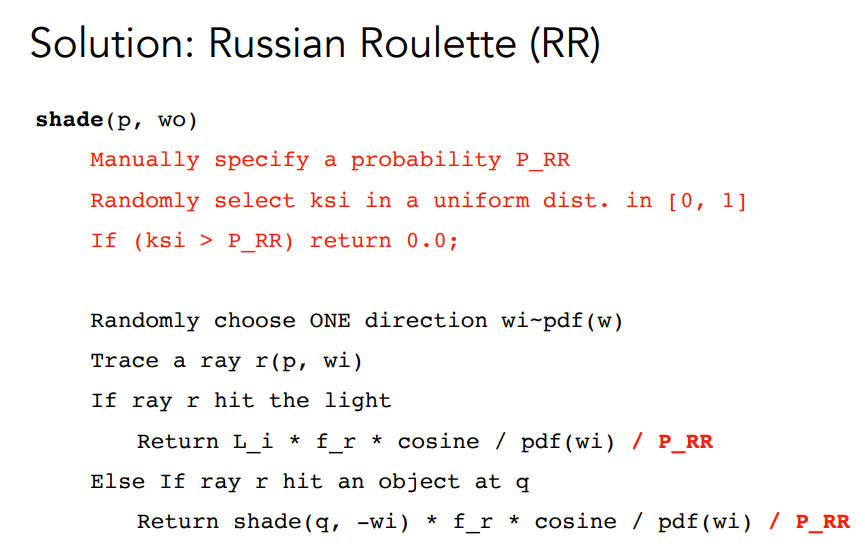 Solution: Russian Roulette (RR)
shade(p, wo)
Manually specify a probability P_RR
Randomly select ksi in a uniform dist. in [0, 1]
If (ksi > P_RR) return 0.0;
Randomly choose ONE direction wi~pdf(w)
Trace a ray r(p, wi)
If ray r hit the light
Return L_i * f_r * cosine / pdf(wi) / P_RR
Else If ray r hit an object at q
Return shade(q, -wi) * f_r * cosine / pdf(wi) / P_RR